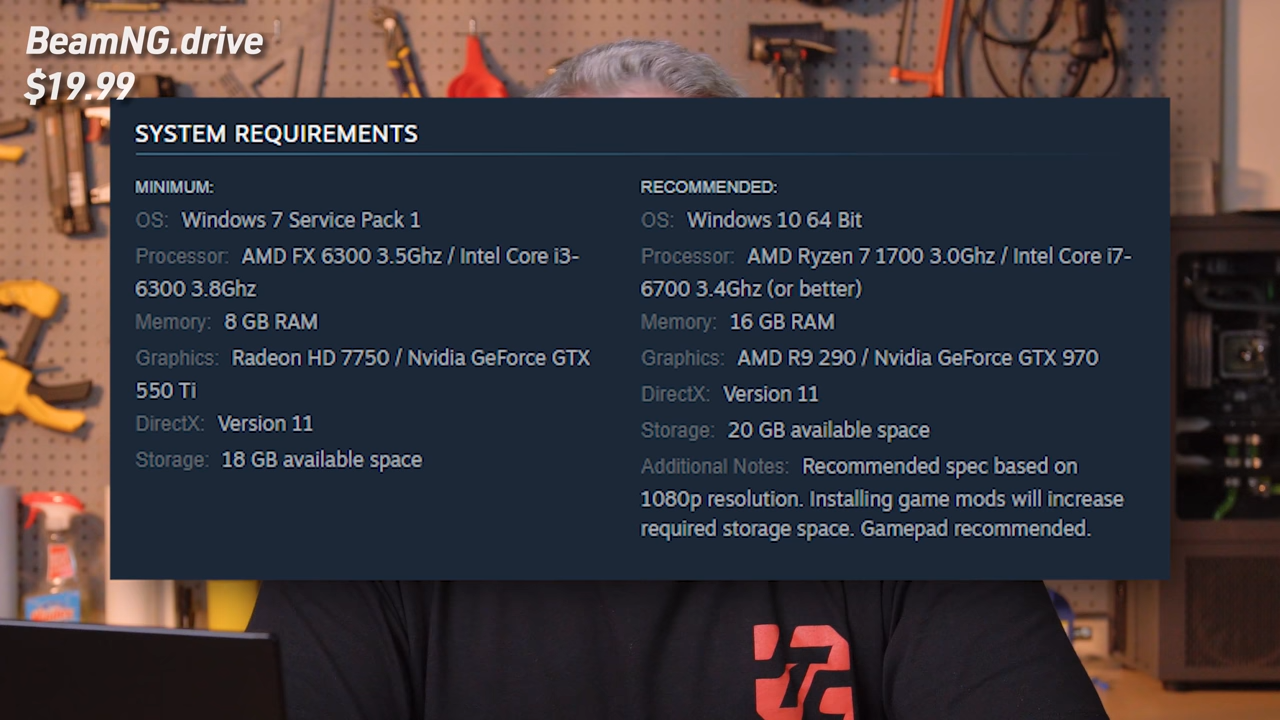 BeamNG.drive
$19.99
SYSTEM REQUIREMENTS
MINIMUM:
OS: Windows 7 Service Pack 1
Processor: AMD FX 6300 3.5Ghz / Intel Core i3-
6300 3.8Ghz
Memory: 8 GB RAM
Graphics: Radeon HD 7750 / Nvidia GeForce GTX
550 Ti
DirectX: Version 11
Storage: 18 GB available space
RECOMMENDED:
OS: Windows 10 64 Bit
Processor: AMD Ryzen 7 1700 3.0Ghz / Intel Core i7-
6700 3.4Ghz (or better)
Memory: 16 GB RAM
Graphics: AMD R9 290 / Nvidia GeForce GTX 970
DirectX: Version 11
Storage: 20 GB available space
Additional Notes: Recommended spec based on
1080p resolution. Installing game mods will increase
required storage space. Gamepad recommended.